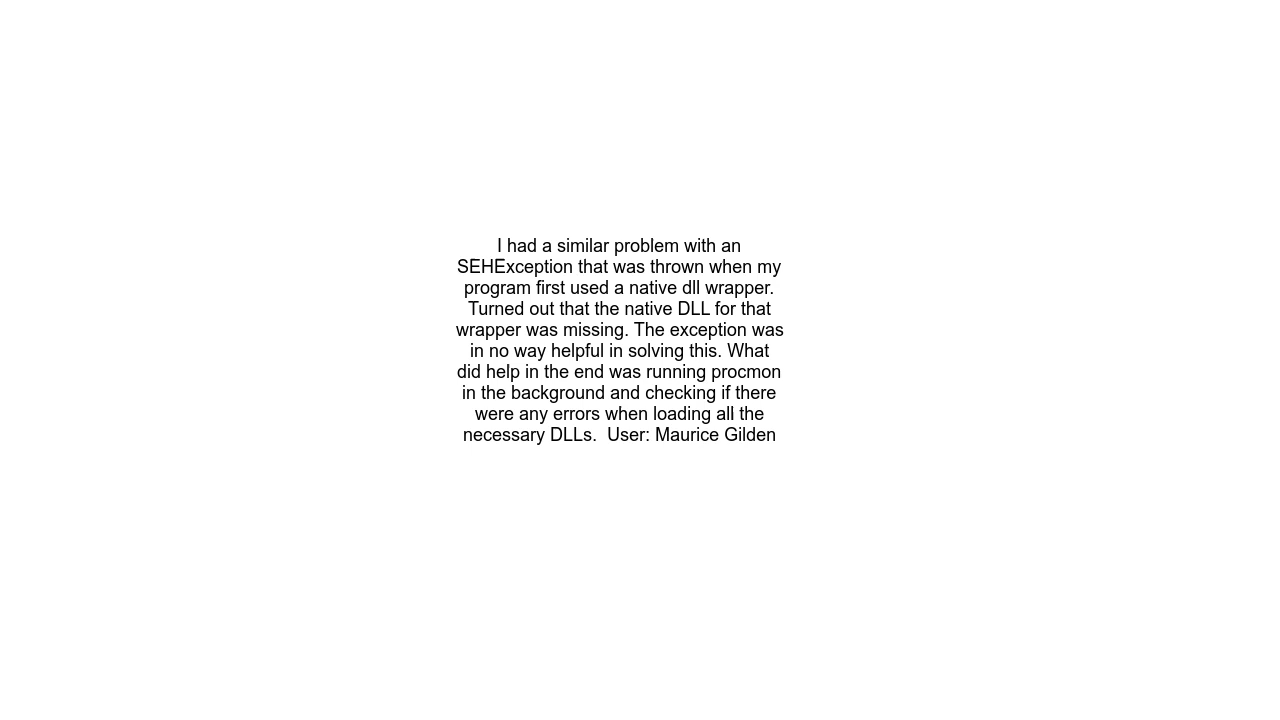 I had a similar problem with an
SEHException that was thrown when my
program first used a native dll wrapper.
Turned out that the native DLL for that
wrapper was missing. The exception was
in no way helpful in solving this. What
did help in the end was running procmon
in the background and checking if there
were any errors when loading all the
necessary DLLs.  User: Maurice Gilden